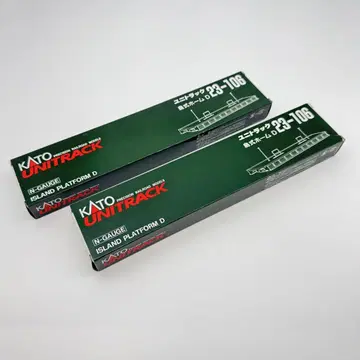 KATO PRECISION RAILROAD MODELS
UNITRACK
N-GAUGE
ISLAND PLATFORM D
ユニトラック
島式ホームD
23-106
KATO PRECISION RAILROAD MODELS
UNITRACK
N-GAUGE
ISLAND PLATFORM D
ユニトラック
島式ホームD
23-106